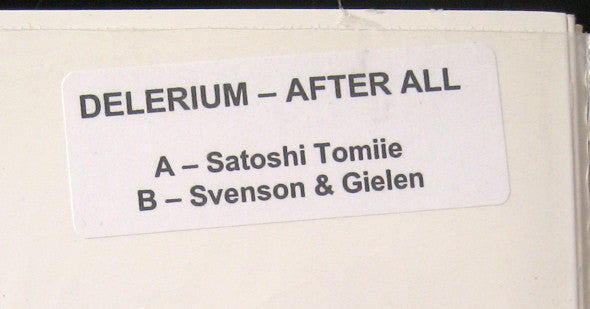 DELERIUM – AFTER ALL
A – Satoshi Tomiie
B – Svenson & Gielen